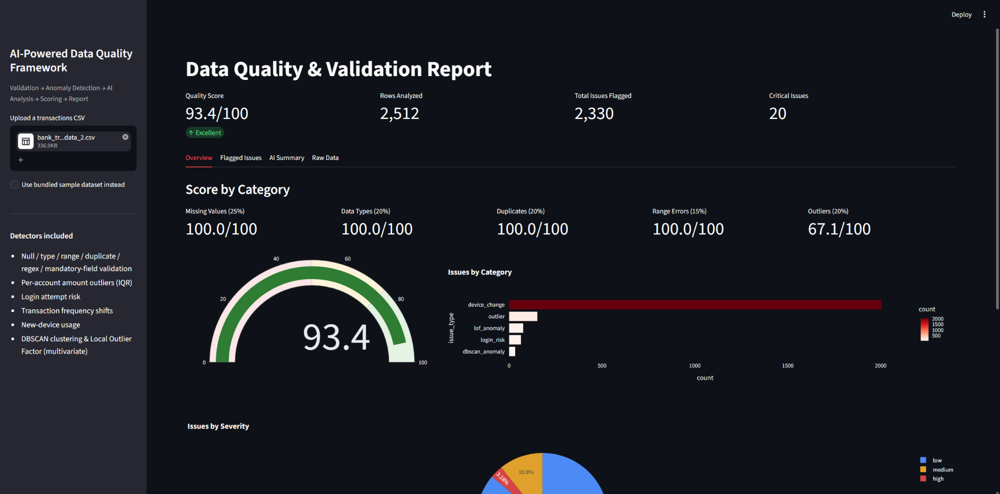 Deploy
AI-Powered Data Quality
Framework
Validation → Anomaly Detection → AI
Analysis → Scoring → Report
Upload a transactions CSV
bank_tr...data_2.csv
336.9KB
+
Use bundled sample dataset instead
Detectors included
• Null / type / range / duplicate /
regex / mandatory-field validation
• Per-account amount outliers (IQR)
• Login attempt risk
• Transaction frequency shifts
• New-device usage
• DBSCAN clustering & Local Outlier
Factor (multivariate)
Data Quality & Validation Report
Quality Score
93.4/100
↑ Excellent
Rows Analyzed
2,512
Total Issues Flagged
2,330
Critical Issues
20
Overview Flagged Issues AI Summary Raw Data
Score by Category
Missing Values (25%)
100.0/100
Data Types (20%)
100.0/100
Duplicates (20%)
100.0/100
Range Errors (15%)
100.0/100
Outliers (20%)
67.1/100
0
20
40
60
80
100
93.4
Issues by Category
issue_type
device_change
outlier
lof_anomaly
login_risk
dbscan_anomaly
0 500 1000 1500 2000
count
count
2000
1500
1000
500
Issues by Severity
10.8%
3.18%
low
medium
high